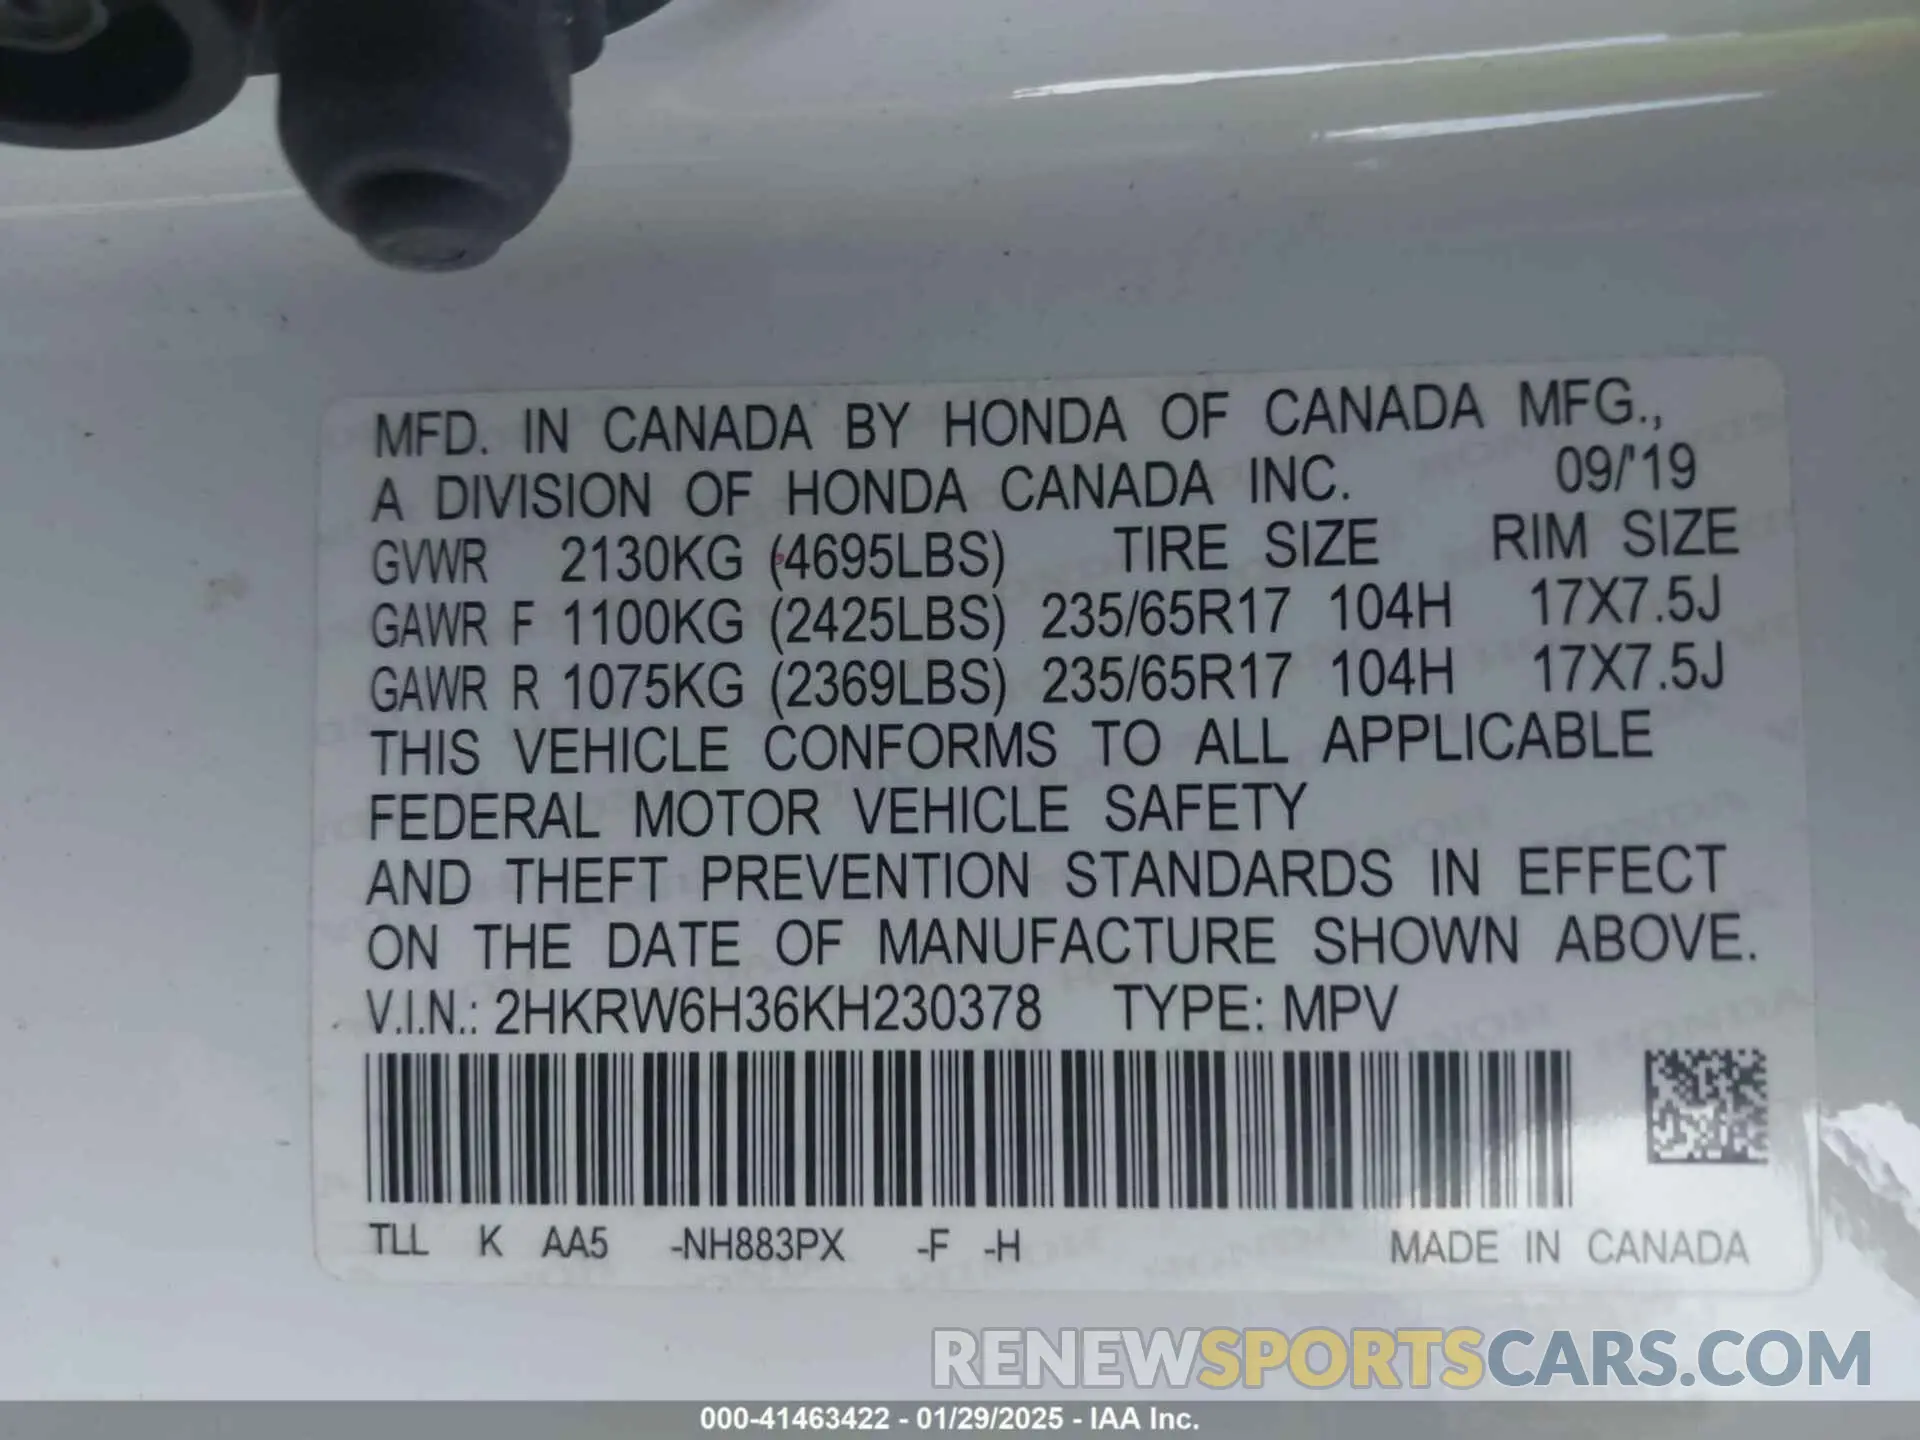 MFD. IN CANADA BY HONDA OF CANADA MFG.,
A DIVISION OF HONDA CANADA INC. 09/'19
GVWR 2130KG (4695LBS) TIRE SIZE RIM SIZE
GAWR F 1100KG (2425LBS) 235/65R17 104H 17X7.5J
GAWR R 1075KG (2369LBS) 235/65R17 104H 17X7.5J
THIS VEHICLE CONFORMS TO ALL APPLICABLE
FEDERAL MOTOR VEHICLE SAFETY
AND THEFT PREVENTION STANDARDS IN EFFECT
ON THE DATE OF MANUFACTURE SHOWN ABOVE.
V.I.N.: 2HKRW6H36KH230378 TYPE: MPV
TLL K AA5 -NH883PX -F -H MADE IN CANADA
RENEWSPORTSCARS.COM
000-41463422 - 01/29/2025 - IAA Inc.